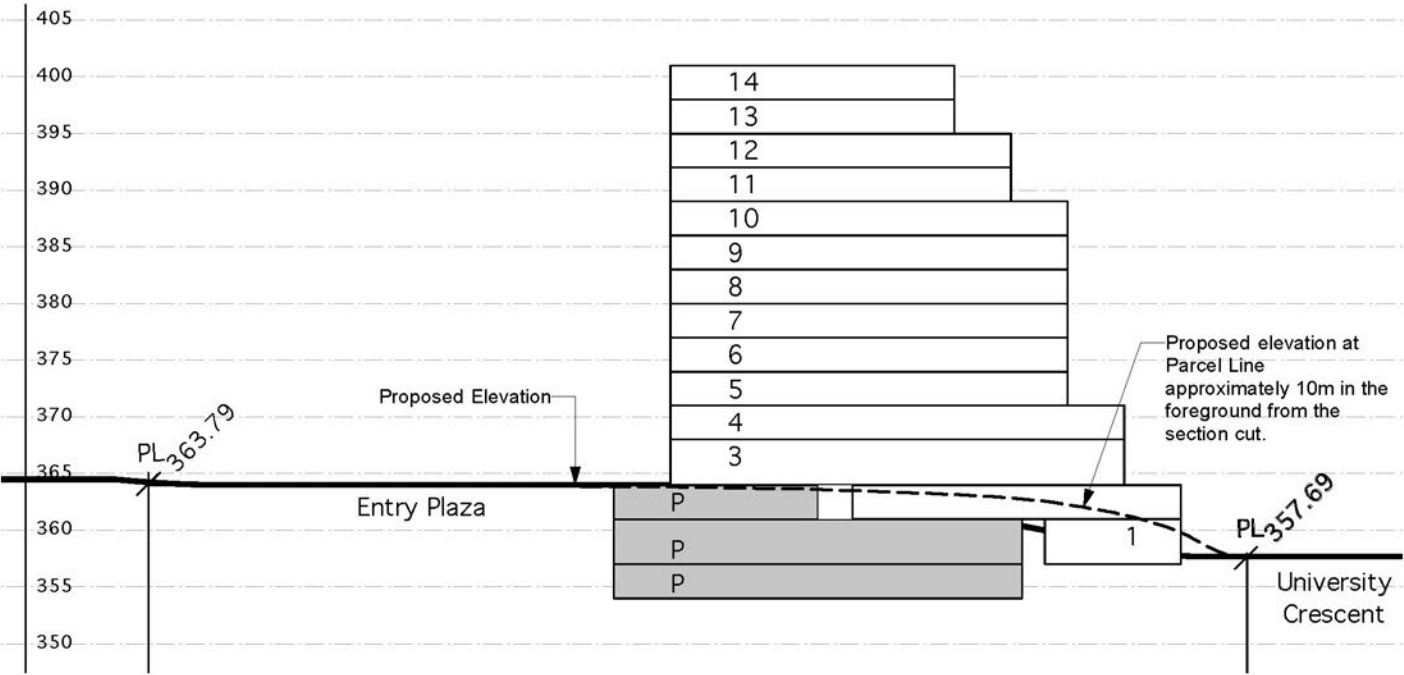 405
400
395
390
385
380
375
370
365
360
355
350
14
13
12
11
10
9
8
7
6
5
4
3
P
P
P
1
Proposed Elevation
PL 363.79
Entry Plaza
Proposed elevation at
Parcel Line
approximately 10m in the
foreground from the
section cut.
PL 357.69
University
Crescent